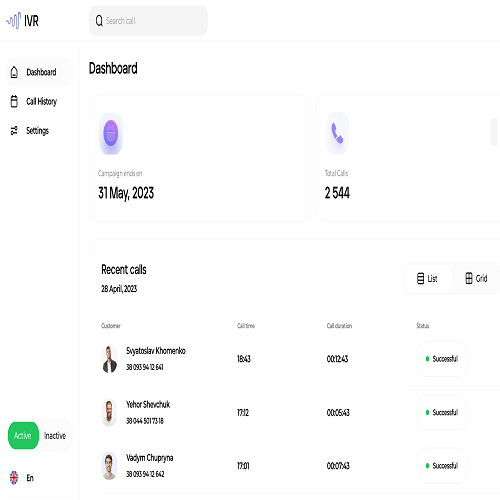 IVR
Search call
Dashboard
Call History
Settings
Active
Inactive
En
Dashboard
Campaign ends on
31 May, 2023
Total Calls
2 544
Recent calls
28 April, 2023
List
Grid
Customer
Call time
Call duration
Status
Svyatoslav Khomenko
38 093 94 12 641
18:43
00:12:43
Successful
Yehor Shevchuk
38 044 501 73 18
17:12
00:05:43
Successful
Vadym Chupryna
38 093 94 12 642
17:01
00:07:43
Successful